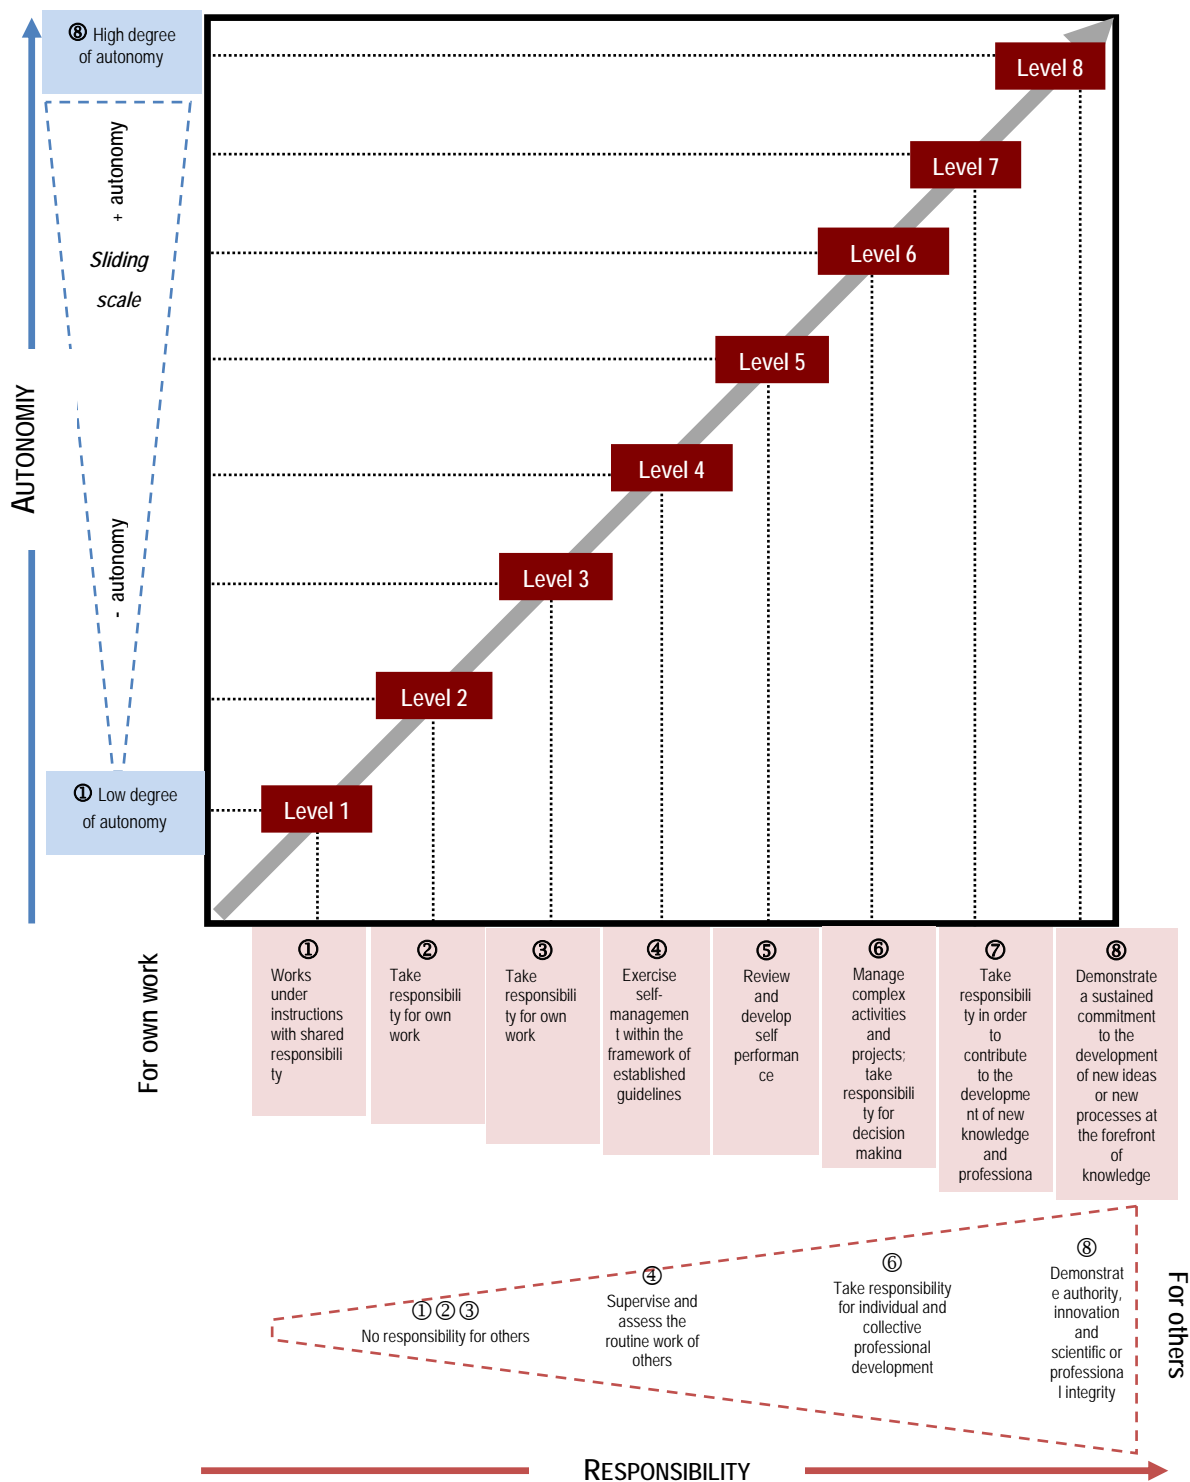 ⑧ High degree
of autonomy
+ autonomy
Sliding
scale
- autonomy
AUTONOMIY
① Low degree
of autonomy
Level 8
Level 7
Level 6
Level 5
Level 4
Level 3
Level 2
Level 1
For own work
①
Works
under
instructions
with shared
responsibili
ty
②
Take
responsibili
ty for own
work
③
Take
responsibili
ty for own
work
④
Exercise
self-
managemen
t within the
framework of
established
guidelines
⑤
Review
and
develop
self
performan
ce
⑥
Manage
complex
activities
and
projects;
take
responsibili
ty for
decision
making
⑦
Take
responsibili
ty in order
to
contribute
to the
developme
nt of new
knowledge
and
professiona
⑧
Demonstrate
a sustained
commitment
to the
development
of new ideas
or new
processes at
the forefront
of
knowledge
① ② ③
No responsibility for others
④
Supervise and
assess the
routine work of
others
⑥
Take responsibility
for individual and
collective
professional
development
⑧
Demonstrat
e authority,
innovation
and
scientific or
professiona
l integrity
For others
RESPONSIBILITY